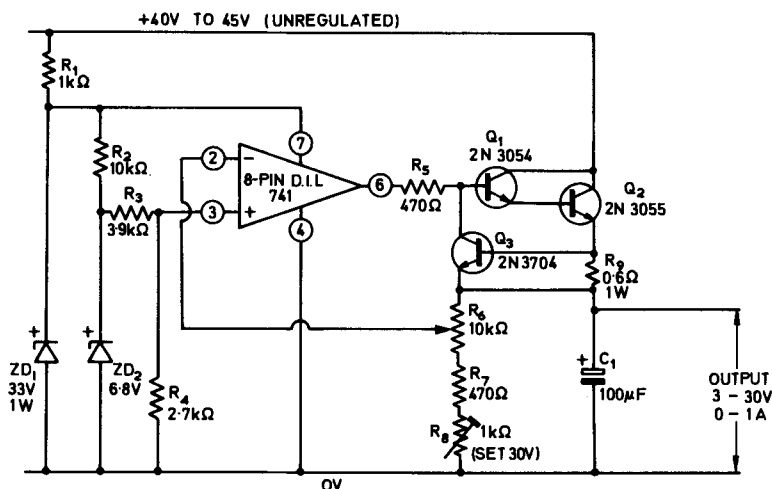 +40V TO 45V (UNREGULATED)
R1
1kΩ
R2
10kΩ
R3
3·9kΩ
2
3
7
8-PIN D.I.L
741
4
6
R5
470Ω
Q1
2N 3054
Q2
2N 3055
Q3
2N3704
R9
0·6Ω
1W
R6
10kΩ
+
ZD1
33V
1W
+
ZD2
6·8V
R4
2·7kΩ
R7
470Ω
R8
1kΩ
(SET 30V)
+
C1
100µF
OUTPUT
3 – 30V
0 – 1A
0V